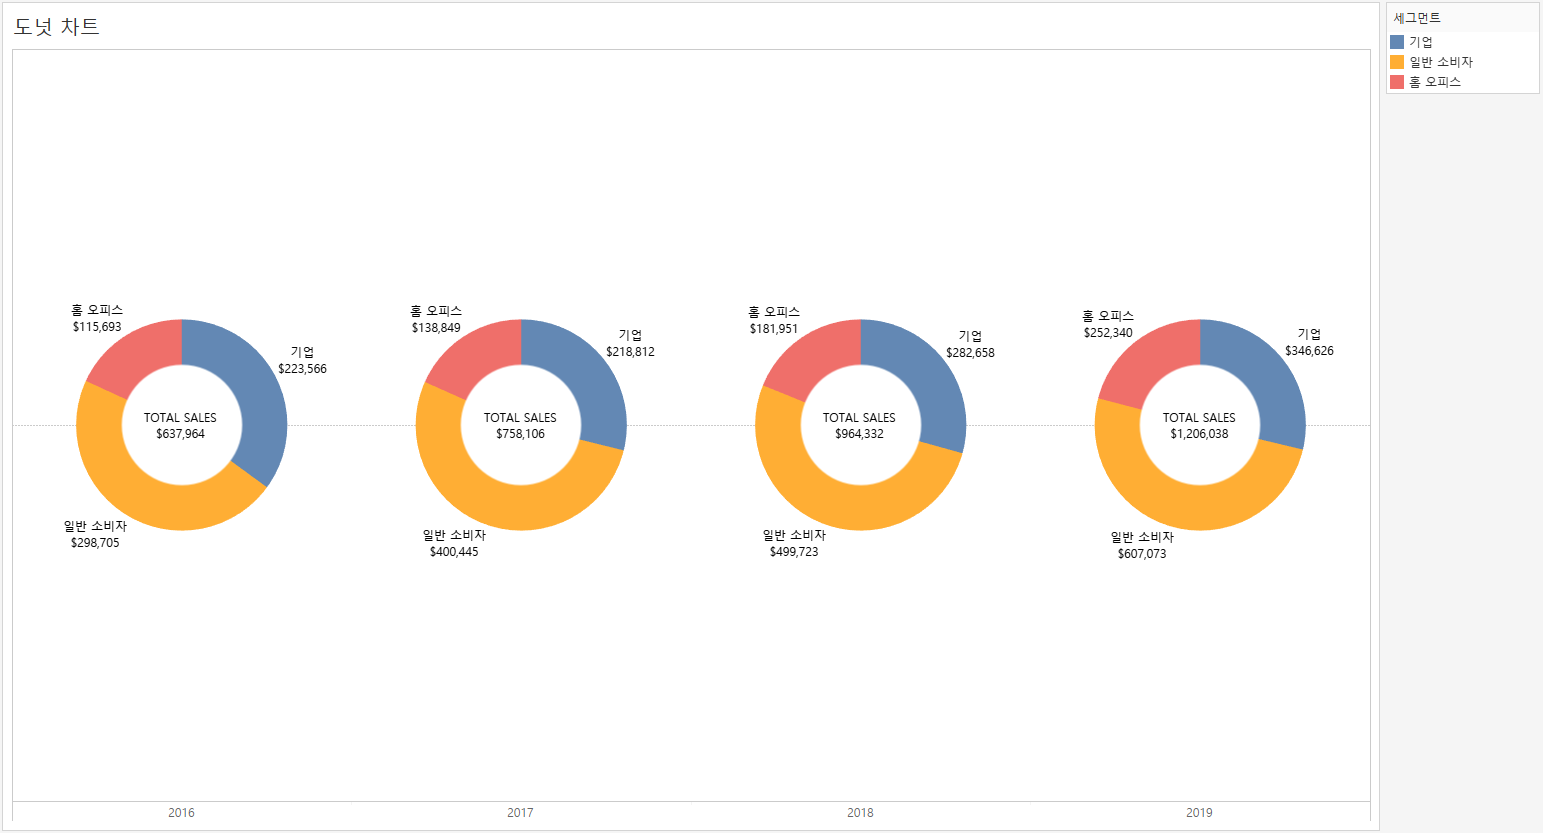 도넛 차트
홈 오피스
$115,693
기업
$223,566
TOTAL SALES
$637,964
일반 소비자
$298,705
홈 오피스
$138,849
기업
$218,812
TOTAL SALES
$758,106
일반 소비자
$400,445
홈 오피스
$181,951
기업
$282,658
TOTAL SALES
$964,332
일반 소비자
$499,723
홈 오피스
$252,340
기업
$346,626
TOTAL SALES
$1,206,038
일반 소비자
$607,073
2016
2017
2018
2019
세그먼트
기업
일반 소비자
홈 오피스